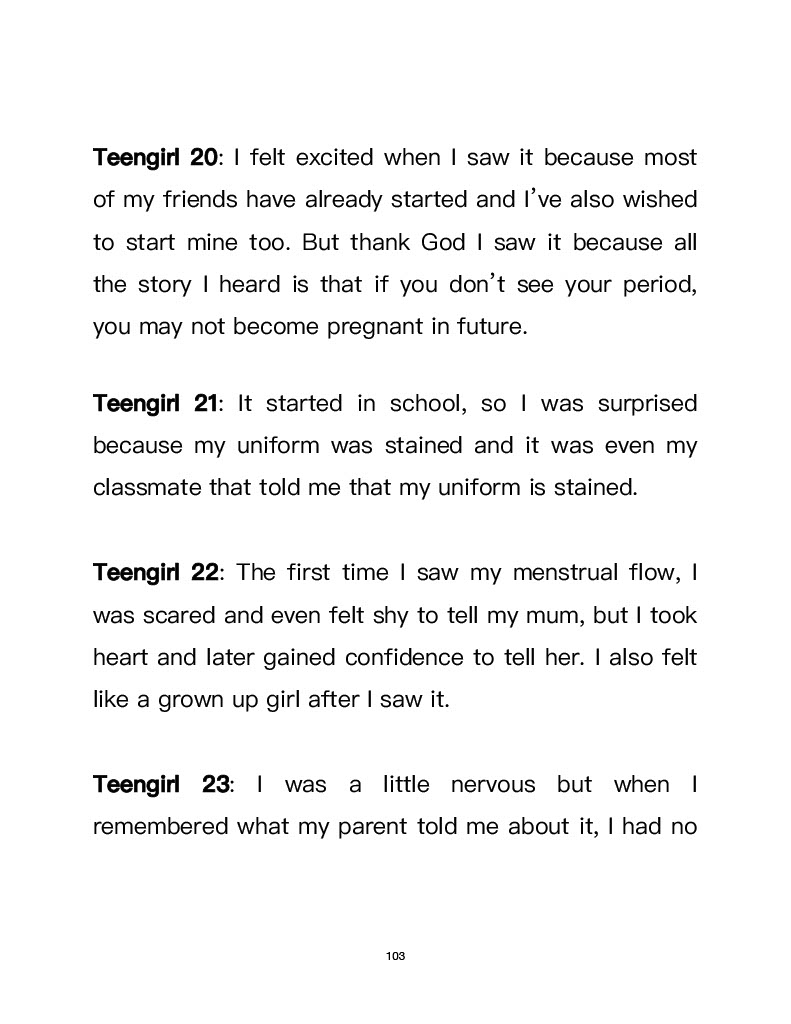 Teengirl 20: I felt excited when I saw it because most
of my friends have already started and I’ve also wished
to start mine too. But thank God I saw it because all
the story I heard is that if you don’t see your period,
you may not become pregnant in future.
Teengirl 21: It started in school, so I was surprised
because my uniform was stained and it was even my
classmate that told me that my uniform is stained.
Teengirl 22: The first time I saw my menstrual flow, I
was scared and even felt shy to tell my mum, but I took
heart and later gained confidence to tell her. I also felt
like a grown up girl after I saw it.
Teengirl 23: I was a little nervous but when I
remembered what my parent told me about it, I had no
103